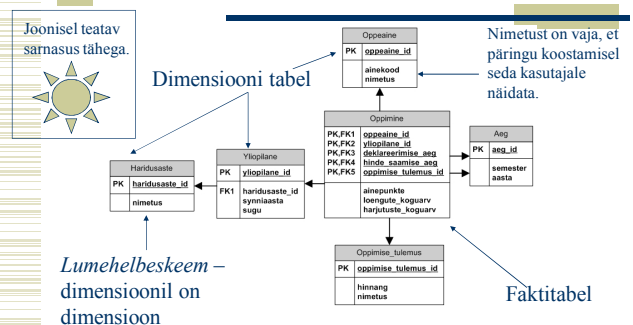 Joonisel teatav
sarnasus tähega.
Dimensiooni tabel
Nimetust on vaja, et
päringu koostamisel
seda kasutajale
näidata.
Oppeaine
PK oppeaine_id
ainekood
nimetus
Oppimine
PK,FK1 oppeaine_id
PK,FK2 yliopilane_id
PK,FK3 deklareerimise_aeg
PK,FK4 hinde_saamise_aeg
PK,FK5 oppimise_tulemus_id
ainepunkte
loengute_koguarv
harjutuste_koguarv
Aeg
PK aeg_id
semester
aasta
Yliopilane
PK yliopilane_id
FK1 haridusaste_id
synniaasta
sugu
Haridusaste
PK haridusaste_id
nimetus
Oppimise_tulemus
PK oppimise_tulemus_id
hinnang
nimetus
Lumehelbeskeem –
dimensioonil on
dimensioon
Faktitabel